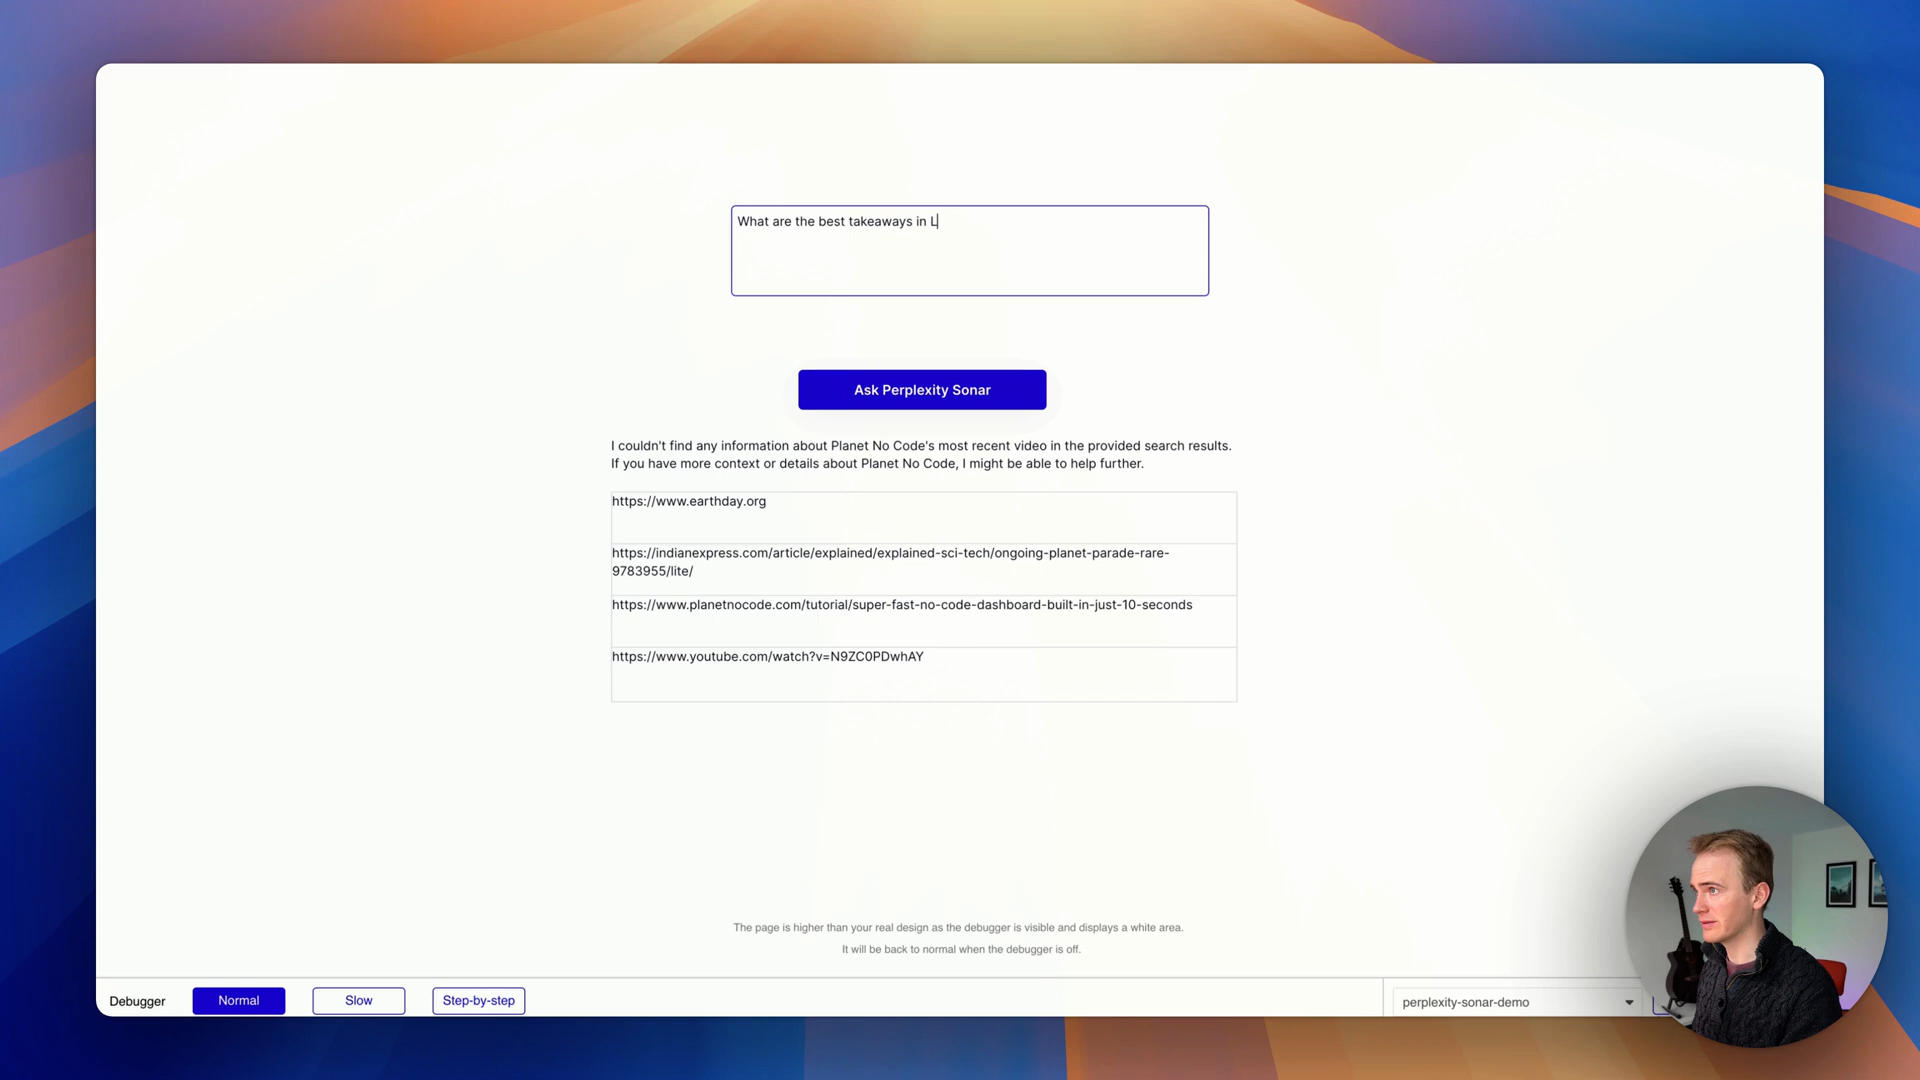 What are the best takeaways in L
Ask Perplexity Sonar
I couldn't find any information about Planet No Code's most recent video in the provided search results.
If you have more context or details about Planet No Code, I might be able to help further.
https://www.earthday.org
https://indianexpress.com/article/explained/explained-sci-tech/ongoing-planet-parade-rare-
9783955/lite/
https://www.planetnocode.com/tutorial/super-fast-no-code-dashboard-built-in-just-10-seconds
https://www.youtube.com/watch?v=N9ZC0PDwhAY
The page is higher than your real design as the debugger is visible and displays a white area.
It will be back to normal when the debugger is off.
Debugger Normal Slow Step-by-step perplexity-sonar-demo